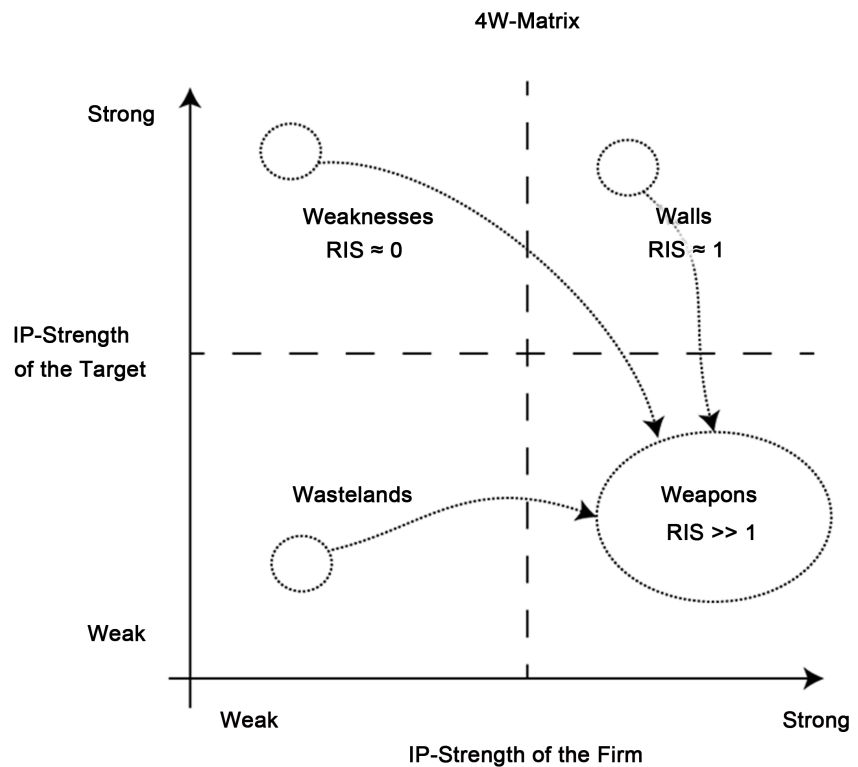 4W-Matrix
Strong
Weaknesses
RIS ≈ 0
Walls
RIS ≈ 1
IP-Strength
of the Target
Wastelands
Weapons
RIS >> 1
Weak
Weak
Strong
IP-Strength of the Firm